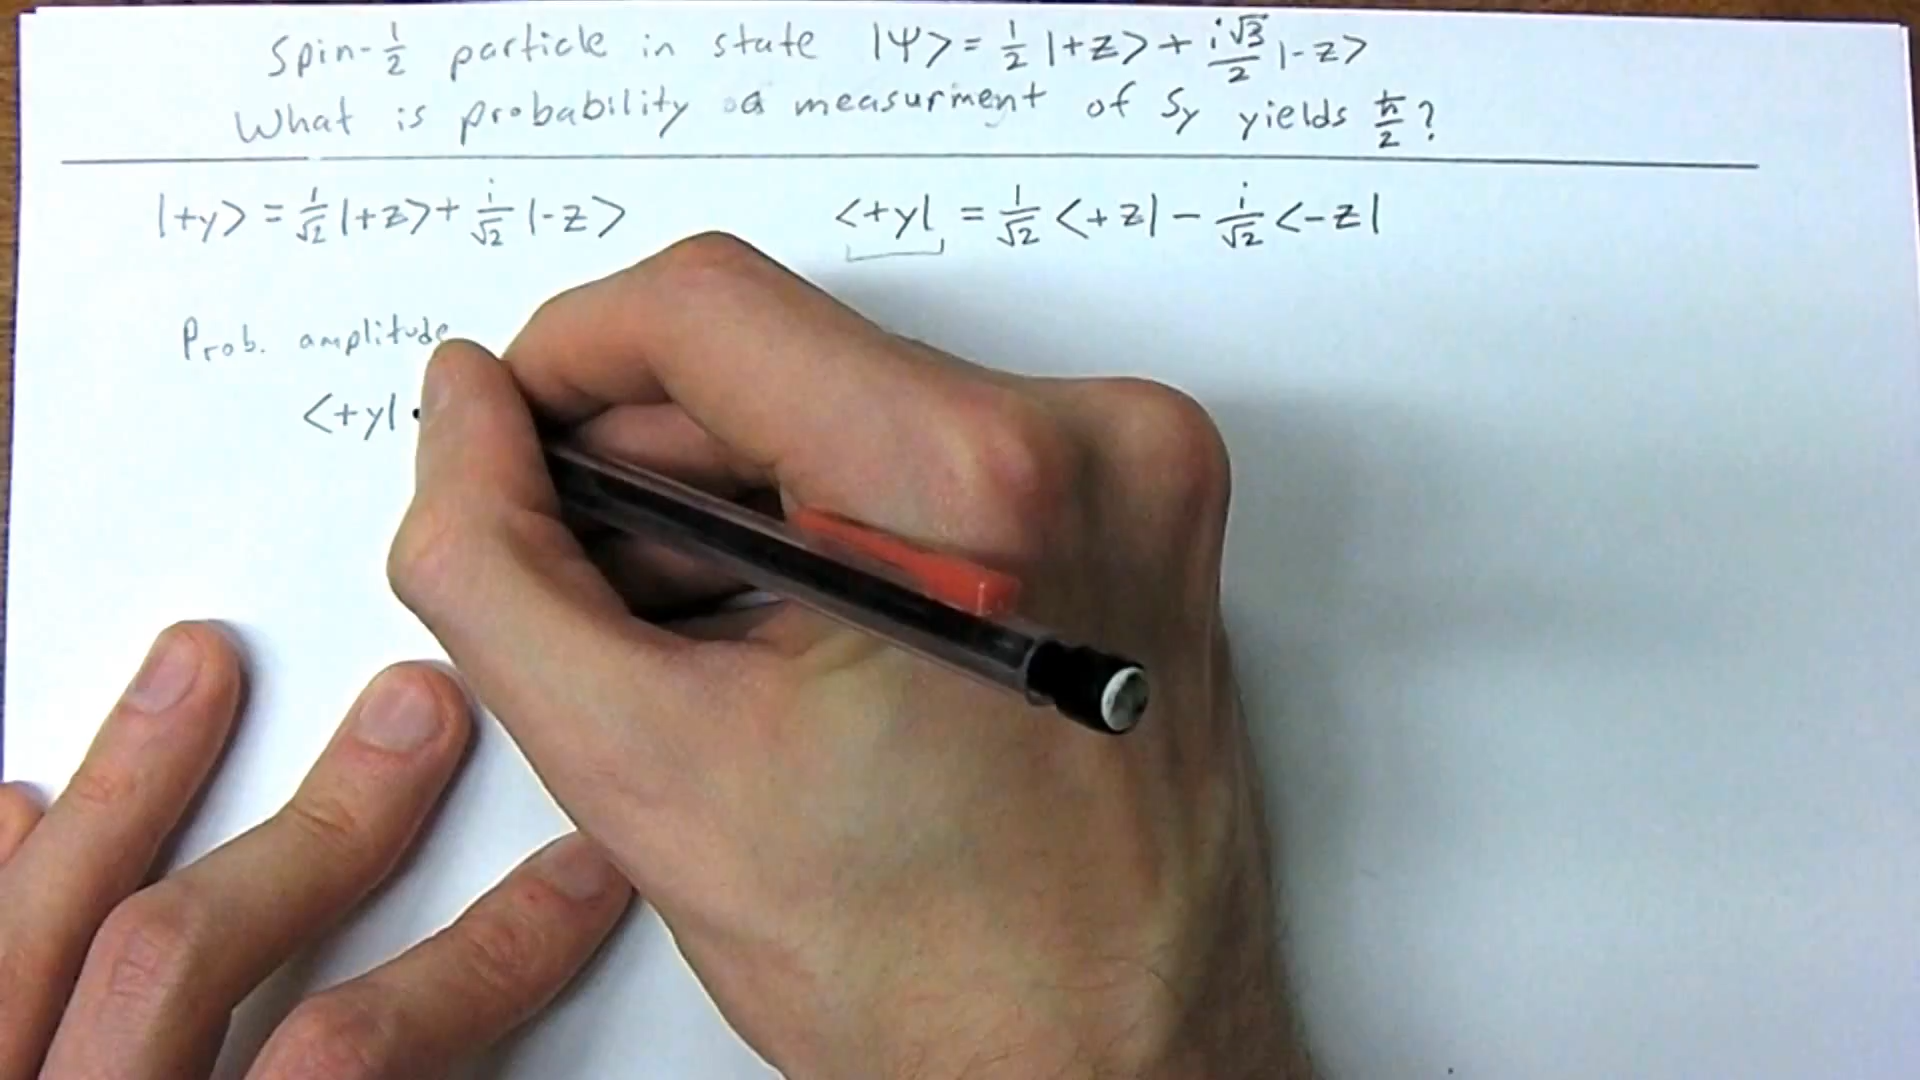 Spin-½ particle in state |Ψ> = 1/2 |+z> + i√3/2 |-z>
What is probability a measurment of Sy yields ħ/2?
|+y> = 1/√2 |+z> + i/√2 |-z>
<+y| = 1/√2 <+z| - i/√2 <-z|
Prob. amplitude
<+y|